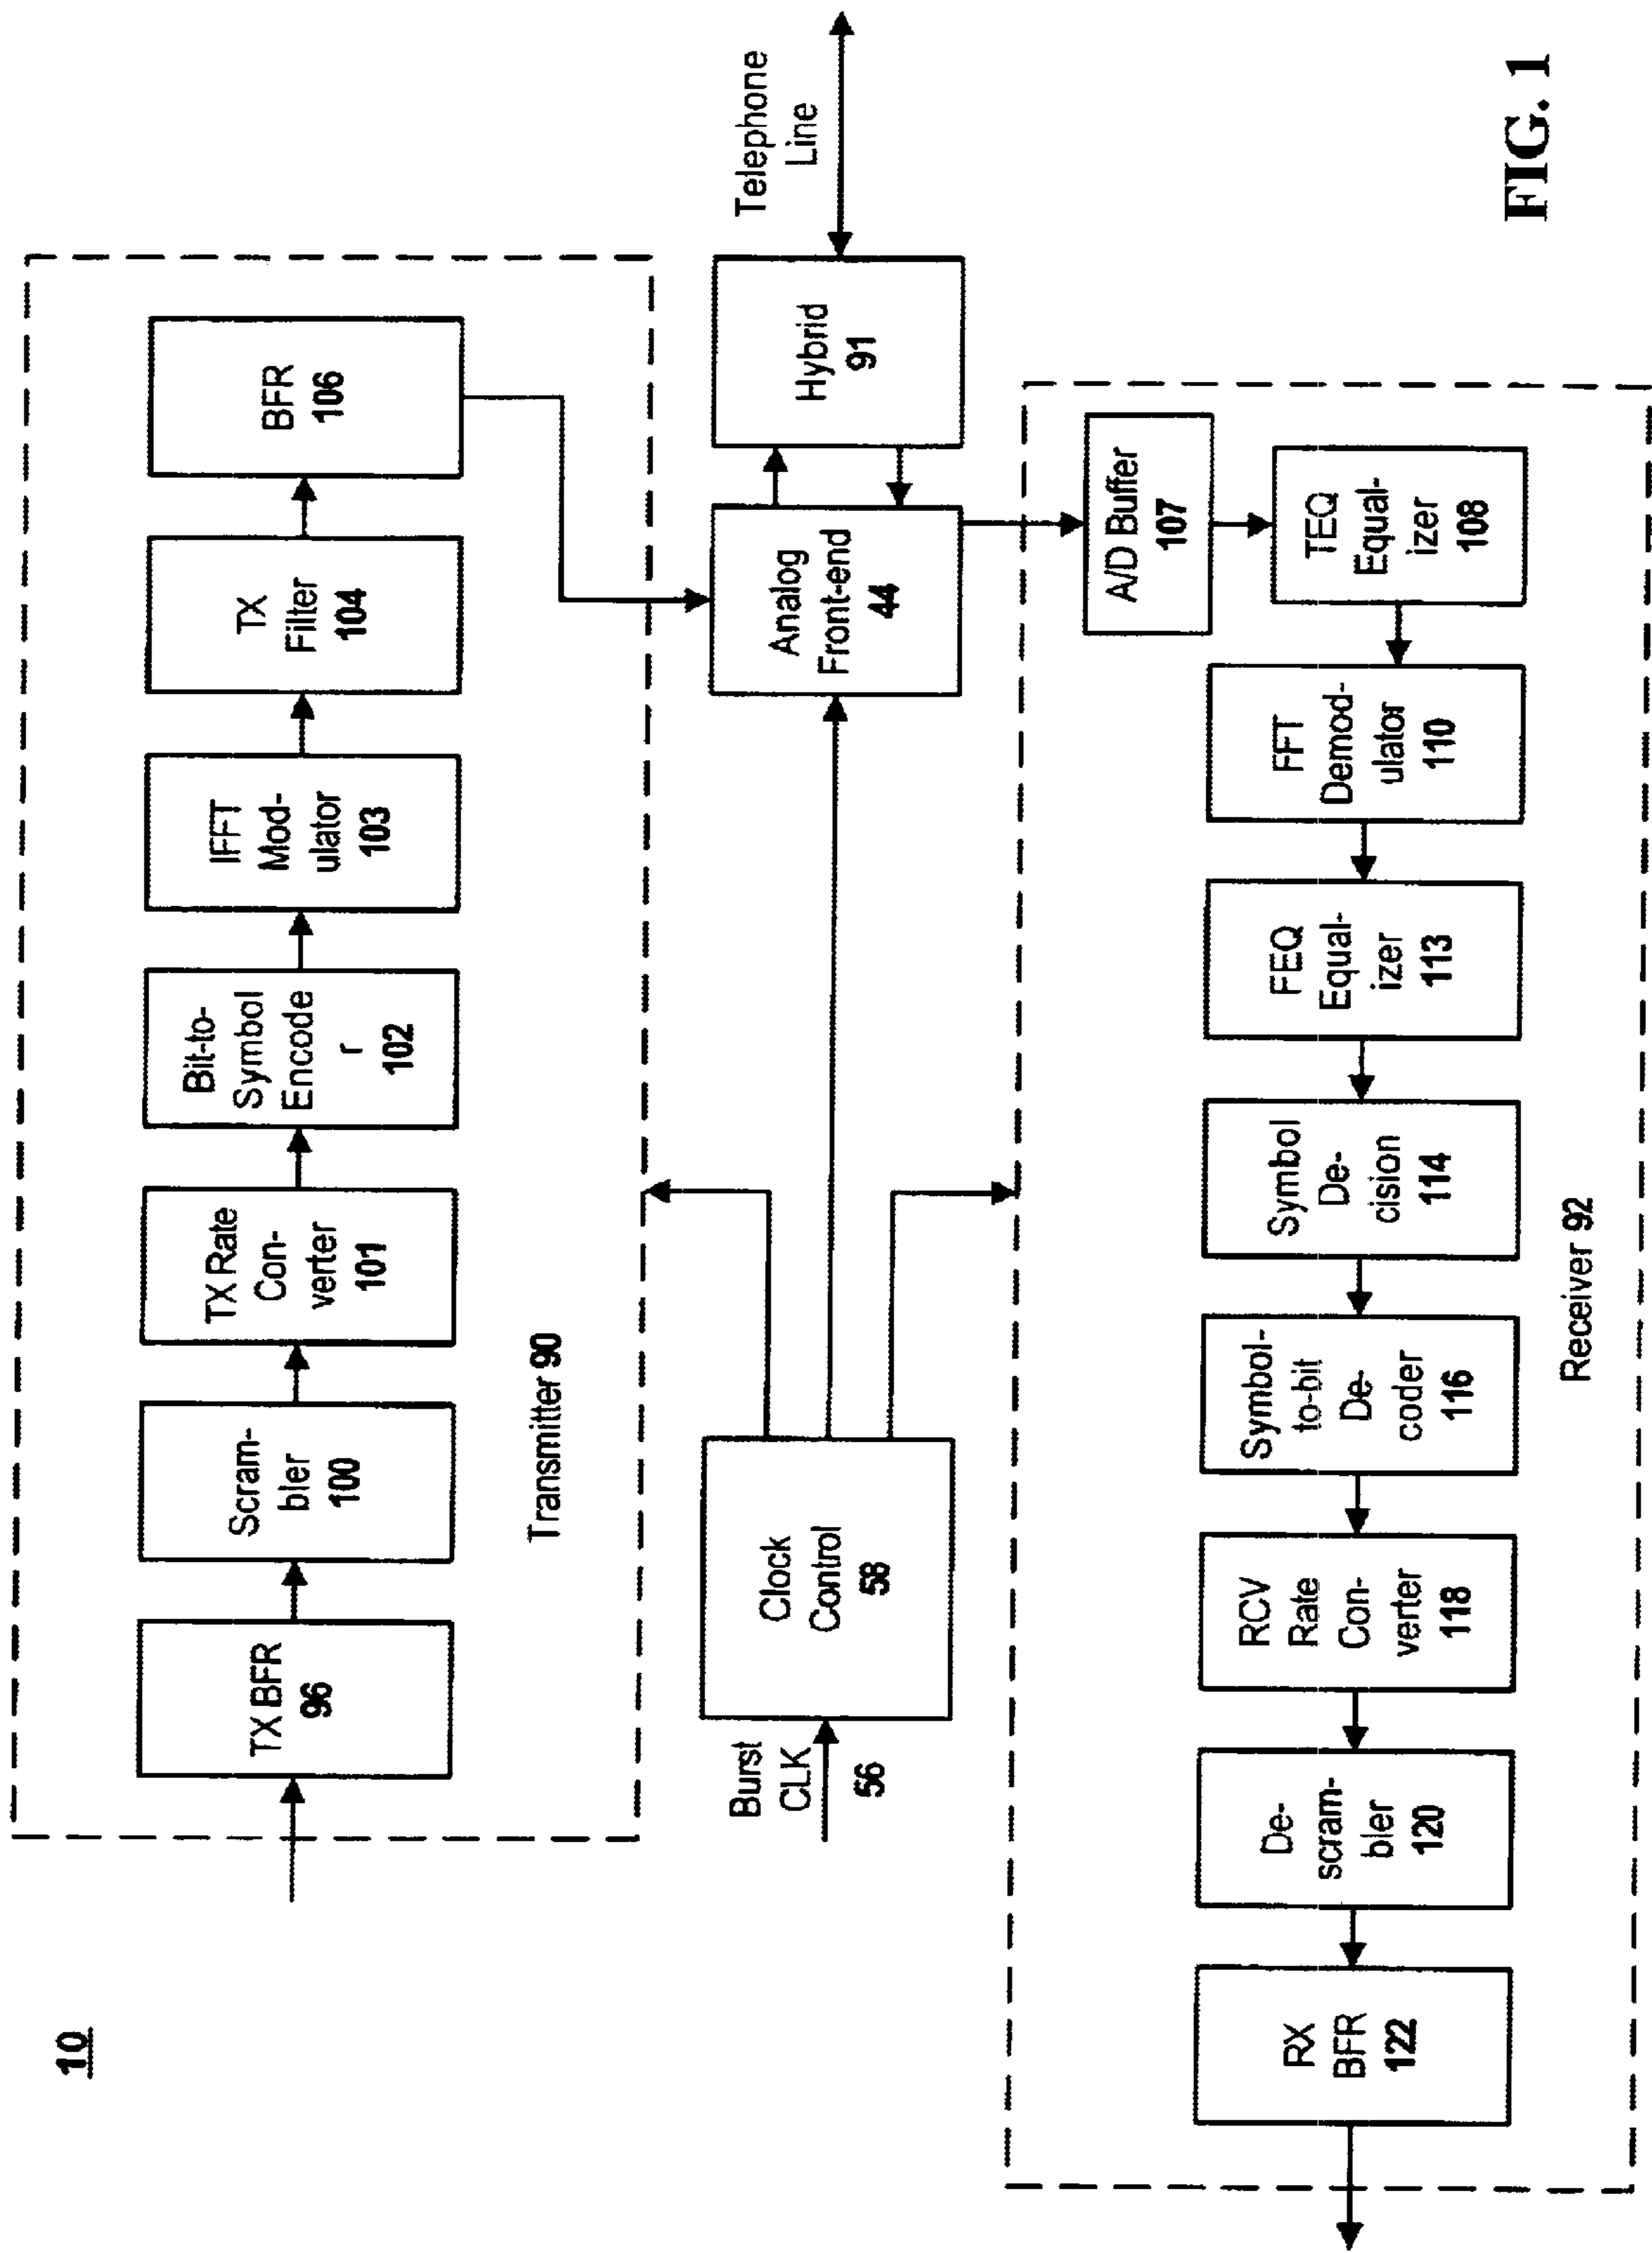 10
TX BFR
96
Scram-
bler
100
TX Rate
Con-
verter
101
Bit-to-
Symbol
Encode
r
102
IFFT
Mod-
ulator
103
TX
Filter
104
BFR
106
Transmitter 90
Burst
CLK
56
Clock
Control
58
Analog
Front-end
44
Hybrid
91
Telephone
Line
A/D Buffer
107
TEQ
Equal-
izer
108
FFT
Demod-
ulator
110
FEQ
Equal-
izer
113
Symbol
De-
cision
114
Symbol-
to-bit
De-
coder
116
RCV
Rate
Con-
verter
118
De-
scram-
bler
120
RX
BFR
122
Receiver 92
FIG. 1